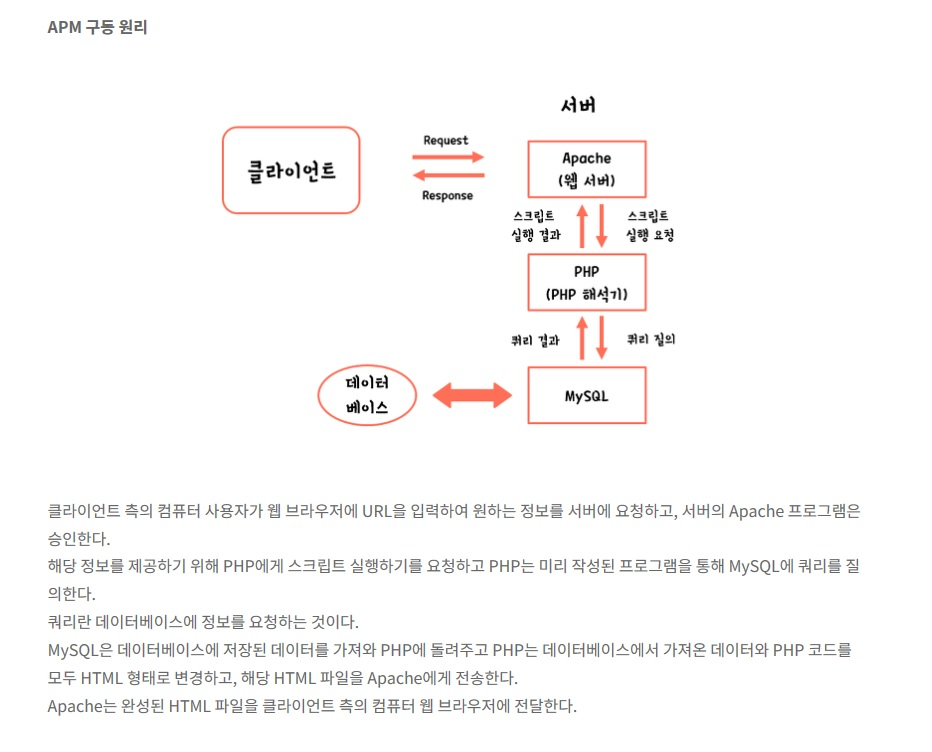 APM 구동 원리
서버
클라이언트
Request
Response
Apache
(웹 서버)
스크립트
실행 결과
스크립트
실행 요청
PHP
(PHP 해석기)
쿼리 결과
쿼리 질의
데이터
베이스
MySQL
클라이언트 측의 컴퓨터 사용자가 웹 브라우저에 URL을 입력하여 원하는 정보를 서버에 요청하고, 서버의 Apache 프로그램은
승인한다.
해당 정보를 제공하기 위해 PHP에게 스크립트 실행하기를 요청하고 PHP는 미리 작성된 프로그램을 통해 MySQL에 쿼리를 질
의한다.
쿼리란 데이터베이스에 정보를 요청하는 것이다.
MySQL은 데이터베이스에 저장된 데이터를 가져와 PHP에 돌려주고 PHP는 데이터베이스에서 가져온 데이터와 PHP 코드를
모두 HTML 형태로 변경하고, 해당 HTML 파일을 Apache에게 전송한다.
Apache는 완성된 HTML 파일을 클라이언트 측의 컴퓨터 웹 브라우저에 전달한다.